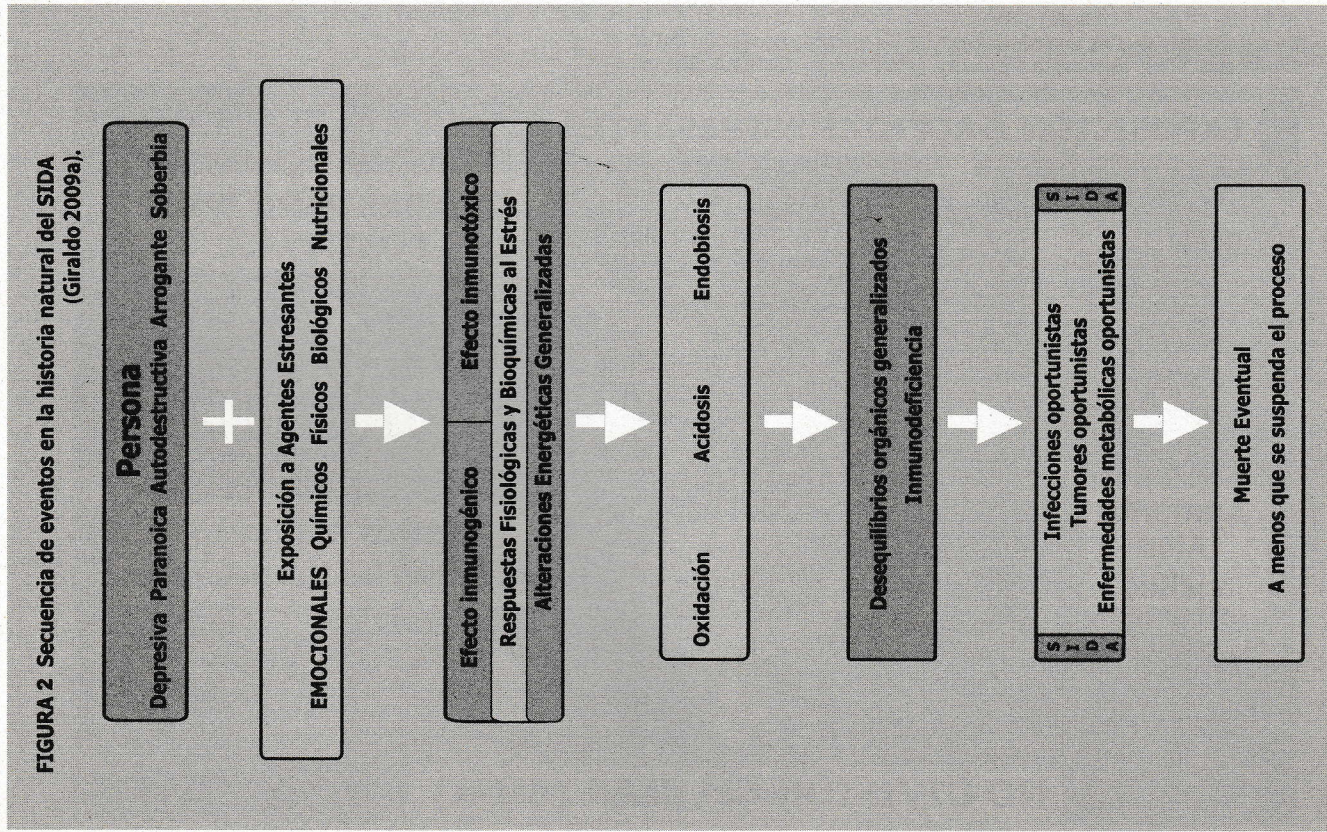 FIGURA 2 Secuencia de eventos en la historia natural del SIDA
(Giraldo 2009a).
Persona
Depresiva Paranoica Autodestructiva Arrogante Soberbia
+
Exposición a Agentes Estresantes
EMOCIONALES Químicos Físicos Biológicos Nutricionales
Efecto inmunogénico Efecto inmunotóxico
Respuestas Fisiológicas y Bioquímicas al Estrés
Alteraciones Energéticas Generalizadas
Oxidación Acidosis Endobiosis
Desequilibrios orgánicos generalizados
Inmunodeficiencia
SIDA
Infecciones oportunistas
Tumores oportunistas
Enfermedades metabólicas oportunistas
SIDA
Muerte Eventual
A menos que se suspenda el proceso